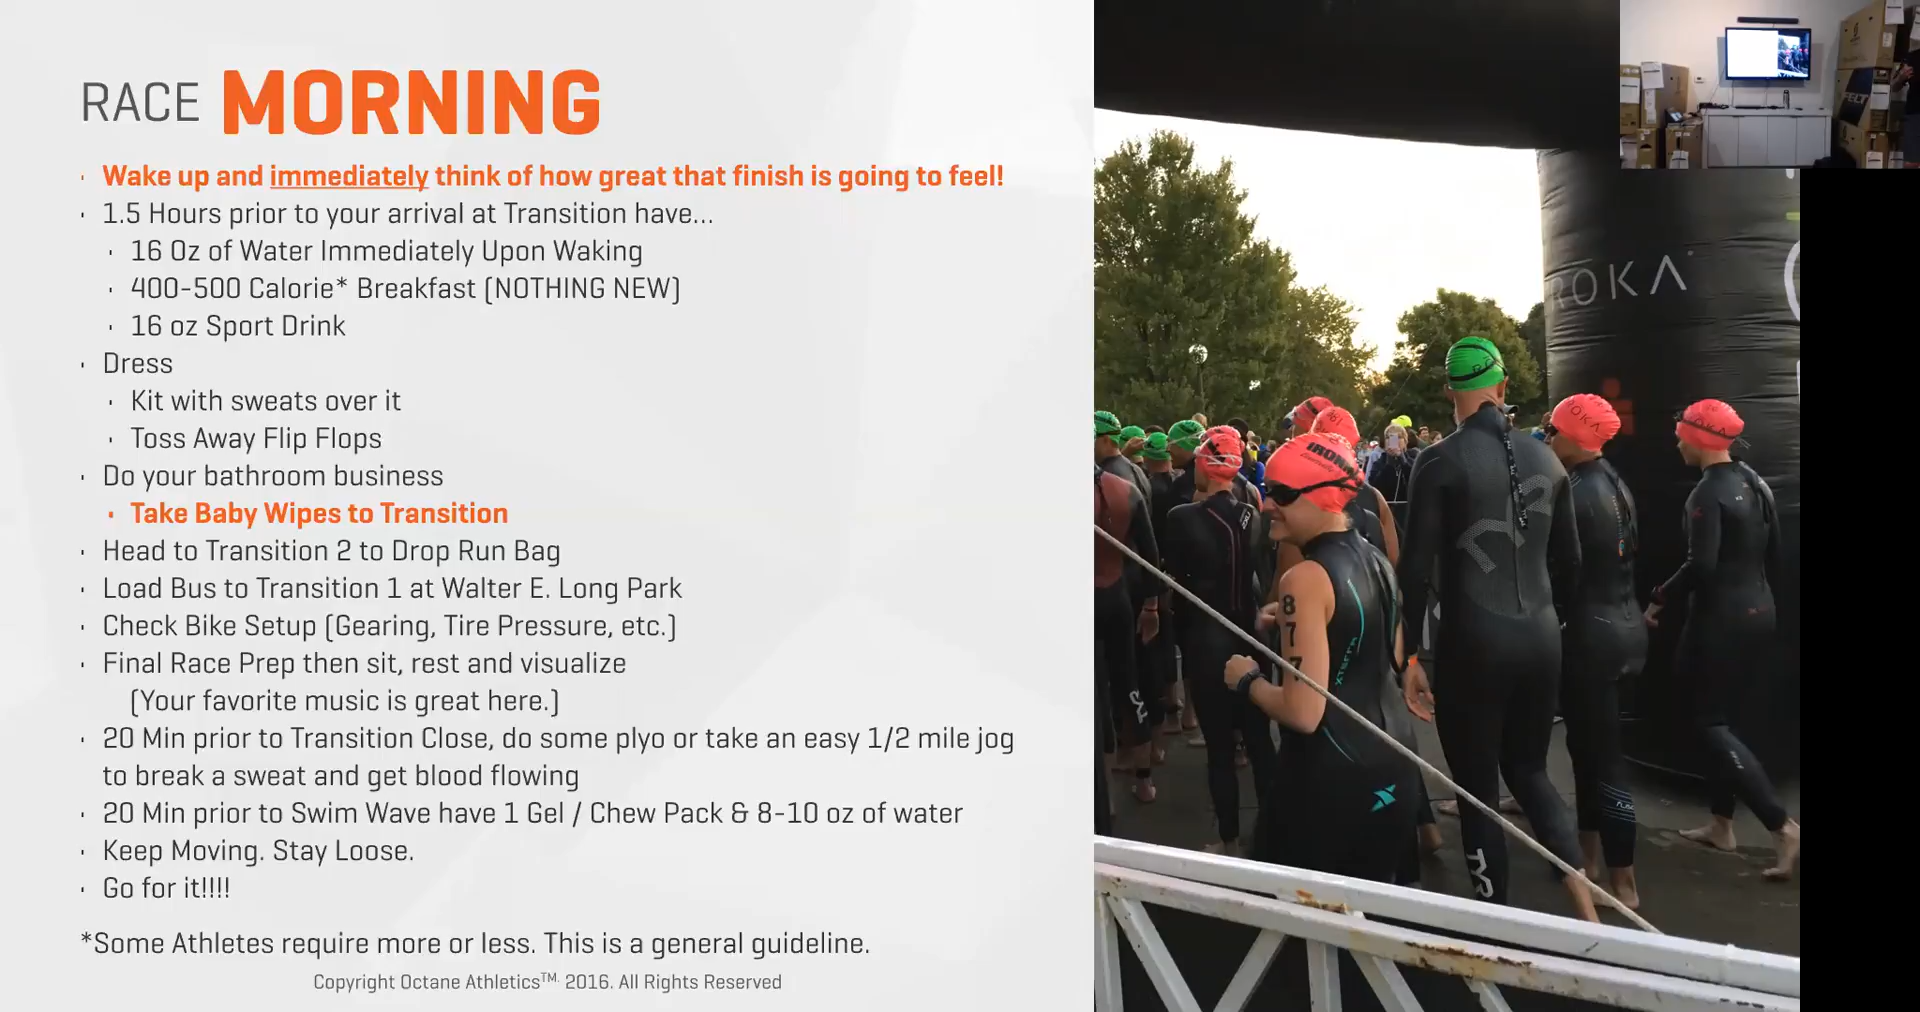 RACE MORNING
· Wake up and immediately think of how great that finish is going to feel!
· 1.5 Hours prior to your arrival at Transition have...
· 16 Oz of Water Immediately Upon Waking
· 400-500 Calorie* Breakfast (NOTHING NEW)
· 16 oz Sport Drink
· Dress
· Kit with sweats over it
· Toss Away Flip Flops
· Do your bathroom business
· Take Baby Wipes to Transition
· Head to Transition 2 to Drop Run Bag
· Load Bus to Transition 1 at Walter E. Long Park
· Check Bike Setup (Gearing, Tire Pressure, etc.)
· Final Race Prep then sit, rest and visualize
(Your favorite music is great here.)
· 20 Min prior to Transition Close, do some plyo or take an easy 1/2 mile jog
to break a sweat and get blood flowing
· 20 Min prior to Swim Wave have 1 Gel / Chew Pack & 8-10 oz of water
· Keep Moving. Stay Loose.
· Go for it!!!!
*Some Athletes require more or less. This is a general guideline.
Copyright Octane Athletics™. 2016. All Rights Reserved
FELT
ROKA
ROKA
877
XTERRA
TYR
TYR